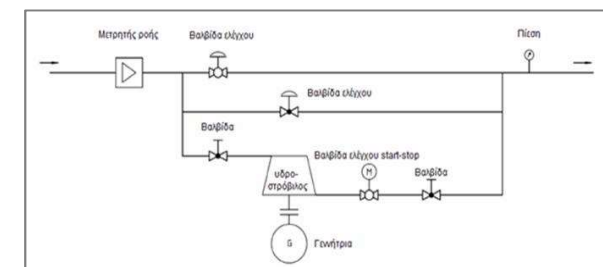 Μετρητής ροής
Βαλβίδα ελέγχου
Πίεση
Βαλβίδα ελέγχου
Βαλβίδα
Βαλβίδα ελέγχου start-stop
υδρο-
στρόβιλος
M
Βαλβίδα
G
Γεννήτρια